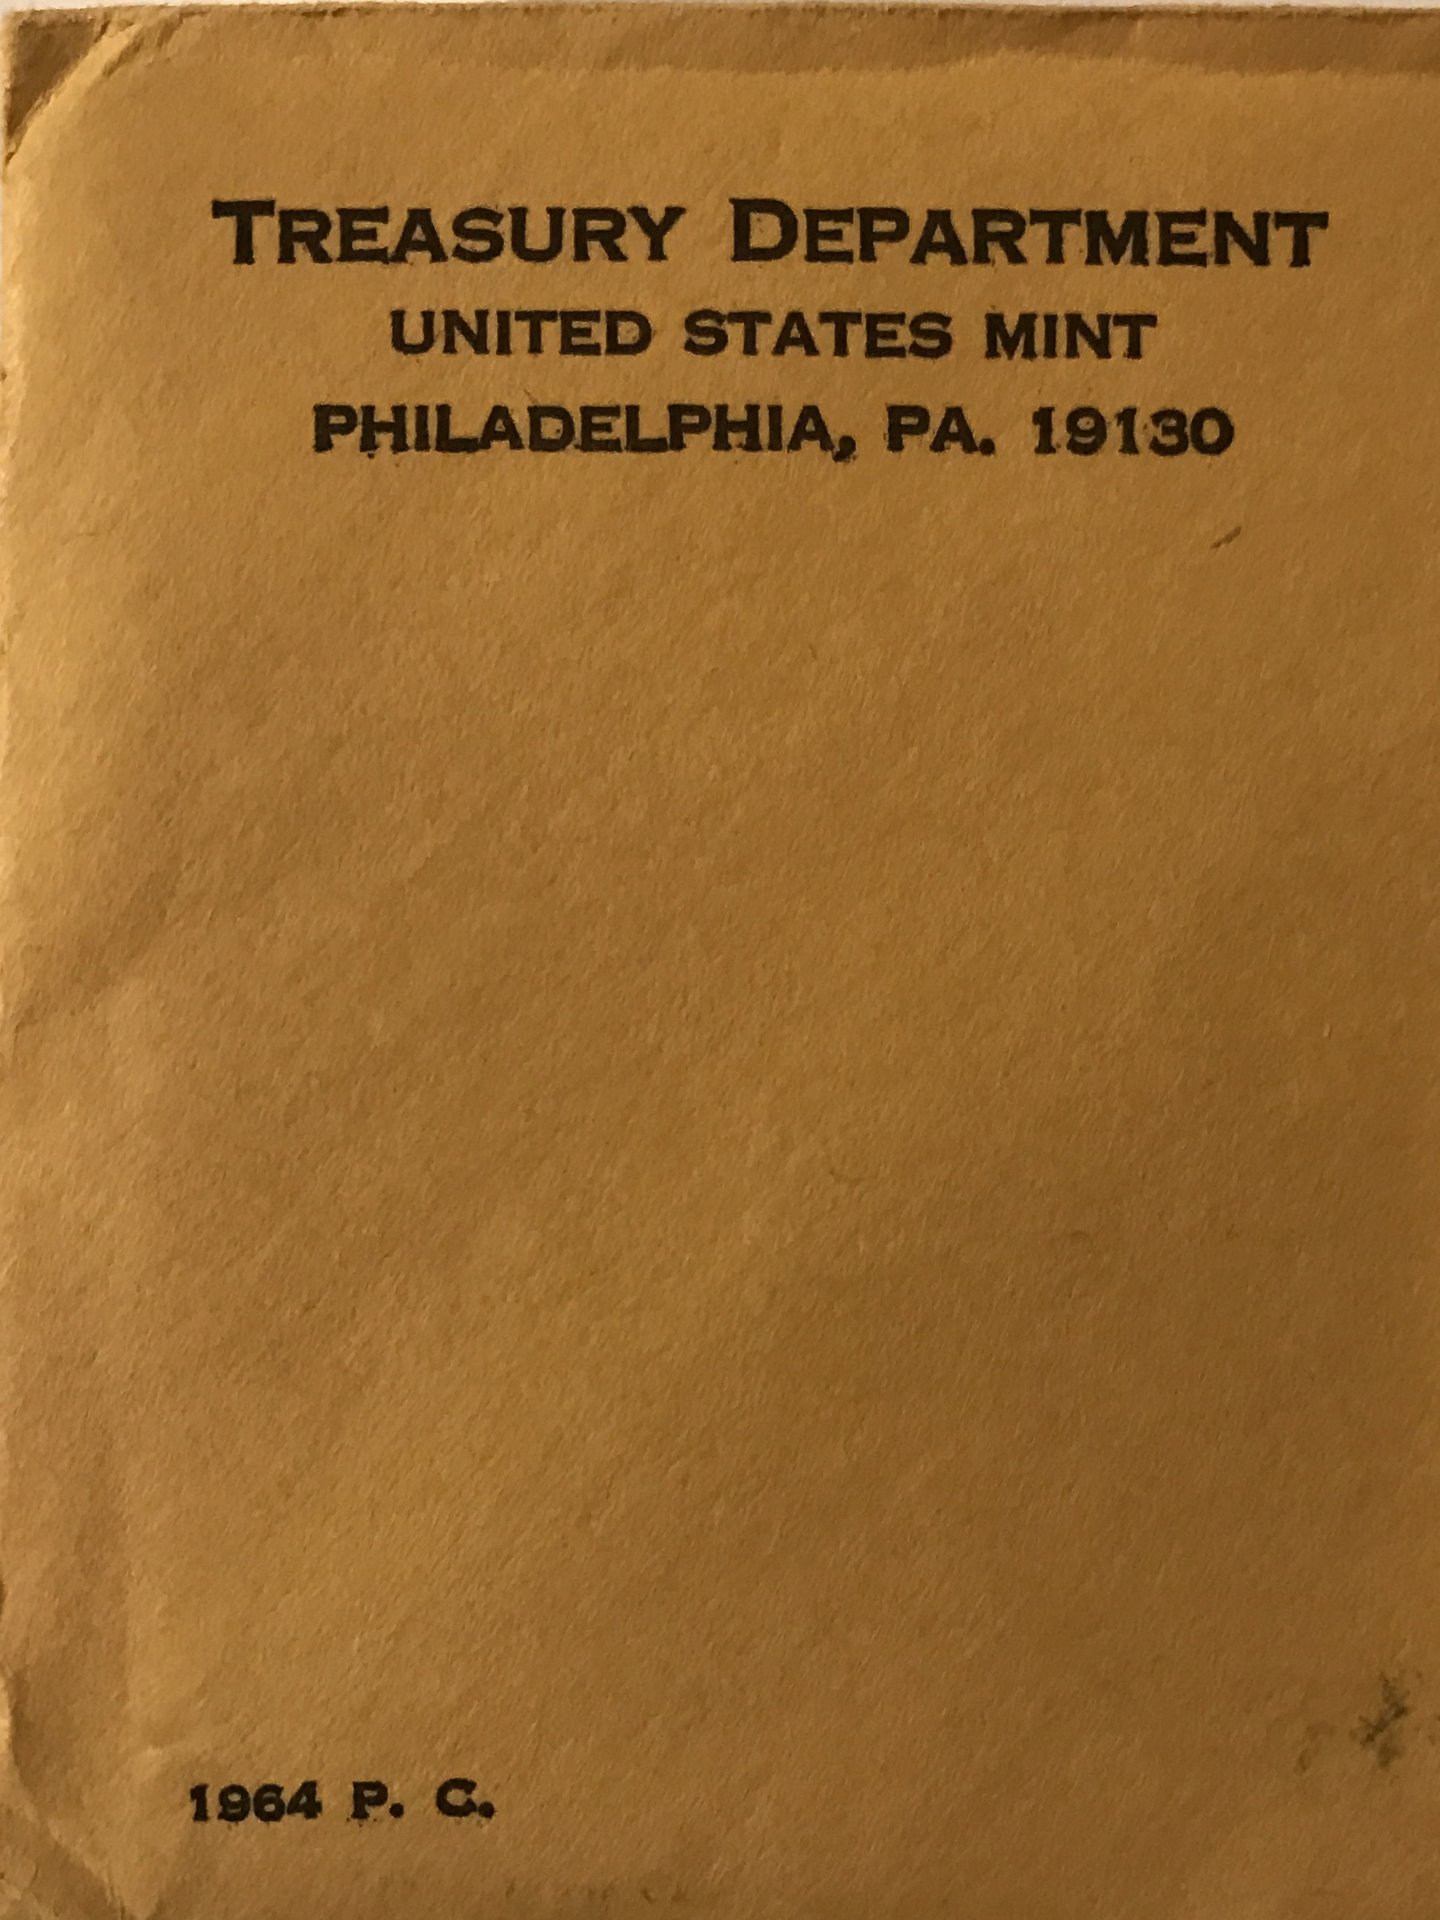 TREASURY DEPARTMENT
UNITED STATES MINT
PHILADELPHIA, PA. 19130
1964 P. C.